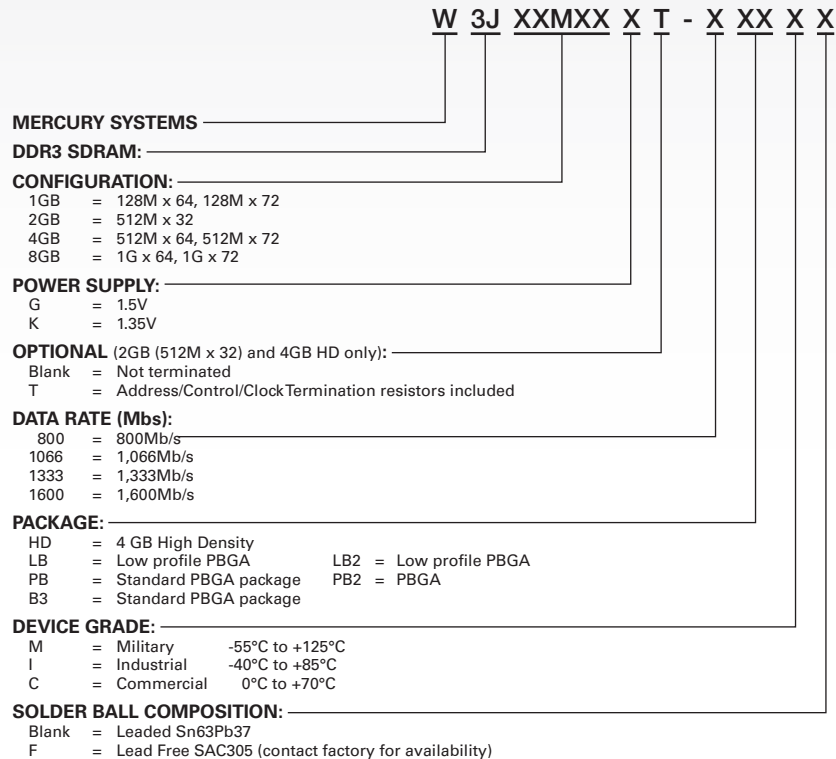 W 3J XXMXX X T - X XX X X
MERCURY SYSTEMS
DDR3 SDRAM:
CONFIGURATION:
1GB = 128M x 64, 128M x 72
2GB = 512M x 32
4GB = 512M x 64, 512M x 72
8GB = 1G x 64, 1G x 72
POWER SUPPLY:
G = 1.5V
K = 1.35V
OPTIONAL (2GB (512M x 32) and 4GB HD only):
Blank = Not terminated
T = Address/Control/Clock Termination resistors included
DATA RATE (Mbs):
800 = 800Mb/s
1066 = 1,066Mb/s
1333 = 1,333Mb/s
1600 = 1,600Mb/s
PACKAGE:
HD = 4 GB High Density
LB = Low profile PBGA LB2 = Low profile PBGA
PB = Standard PBGA package PB2 = PBGA
B3 = Standard PBGA package
DEVICE GRADE:
M = Military -55°C to +125°C
I = Industrial -40°C to +85°C
C = Commercial 0°C to +70°C
SOLDER BALL COMPOSITION:
Blank = Leaded Sn63Pb37
F = Lead Free SAC305 (contact factory for availability)